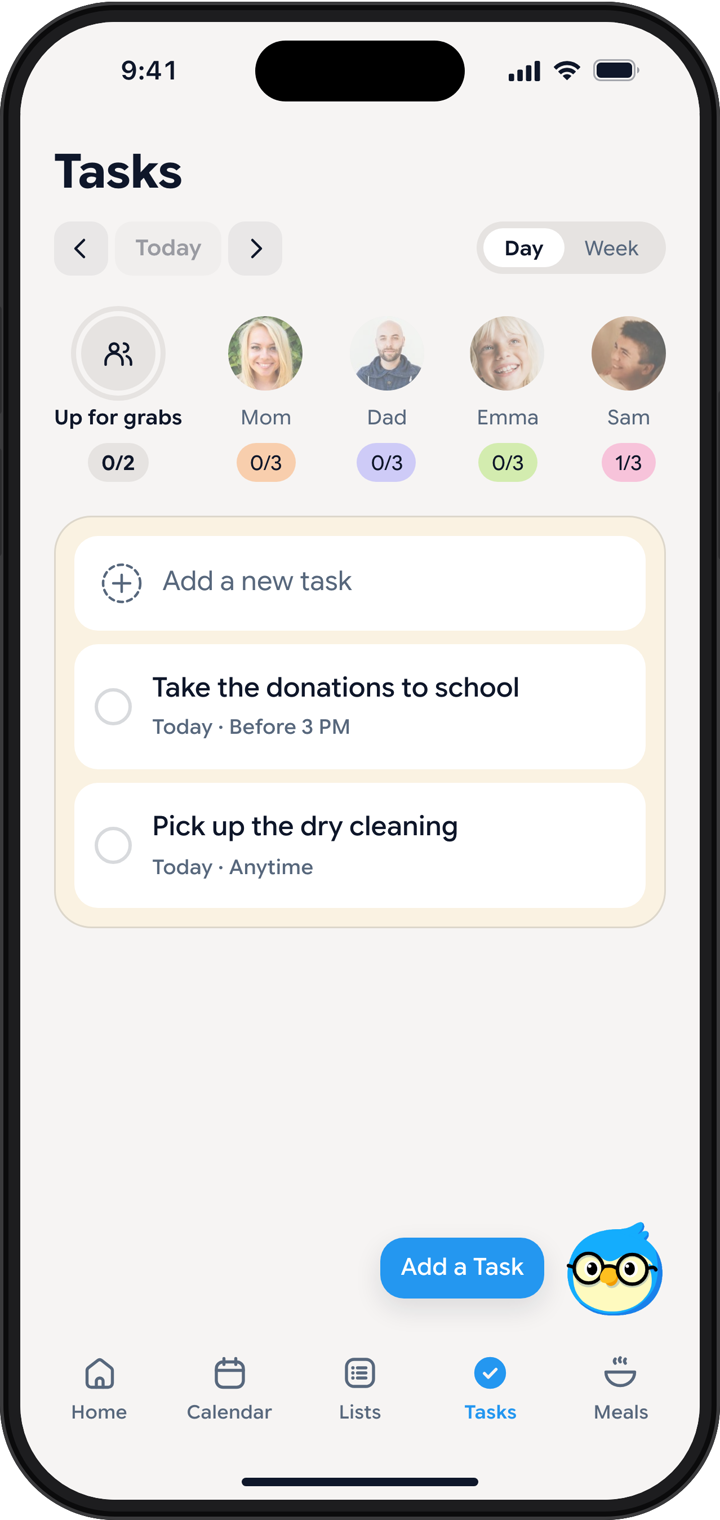 9:41
Tasks
Today
Day Week
Up for grabs Mom Dad Emma Sam
0/2 0/3 0/3 0/3 1/3
Add a new task
Take the donations to school
Today · Before 3 PM
Pick up the dry cleaning
Today · Anytime
Add a Task
Home Calendar Lists Tasks Meals